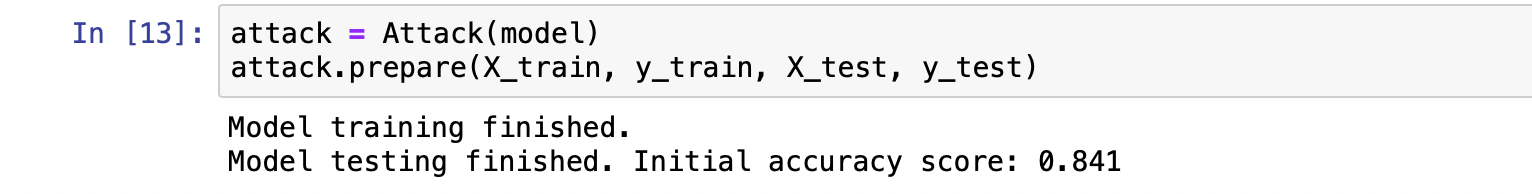 In [13]: attack = Attack(model)
attack.prepare(X_train, y_train, X_test, y_test)
Model training finished.
Model testing finished. Initial accuracy score: 0.841